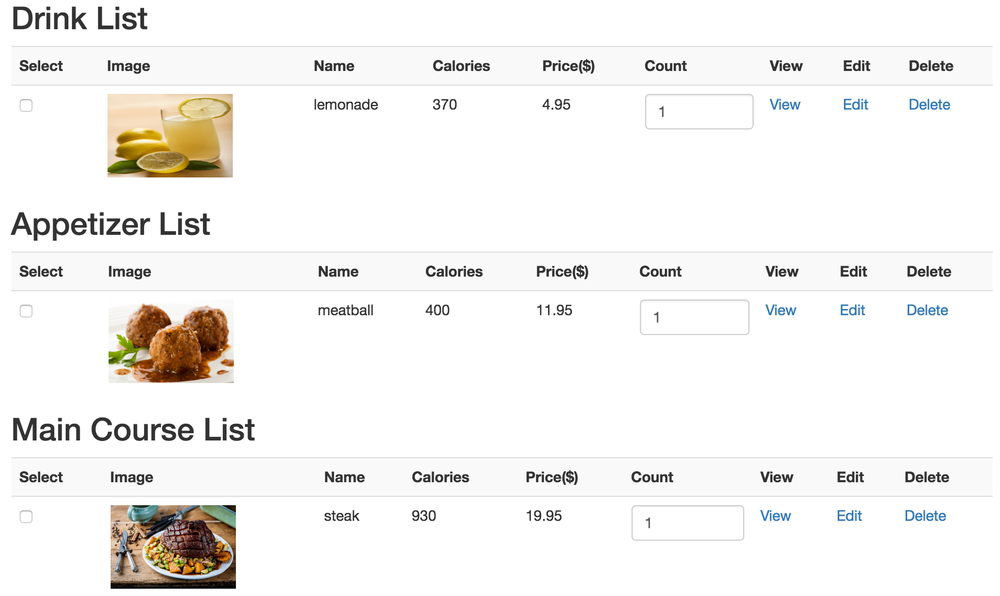 Drink List
Select Image Name Calories Price($) Count View Edit Delete
lemonade 370 4.95 1 View Edit Delete
Appetizer List
Select Image Name Calories Price($) Count View Edit Delete
meatball 400 11.95 1 View Edit Delete
Main Course List
Select Image Name Calories Price($) Count View Edit Delete
steak 930 19.95 1 View Edit Delete